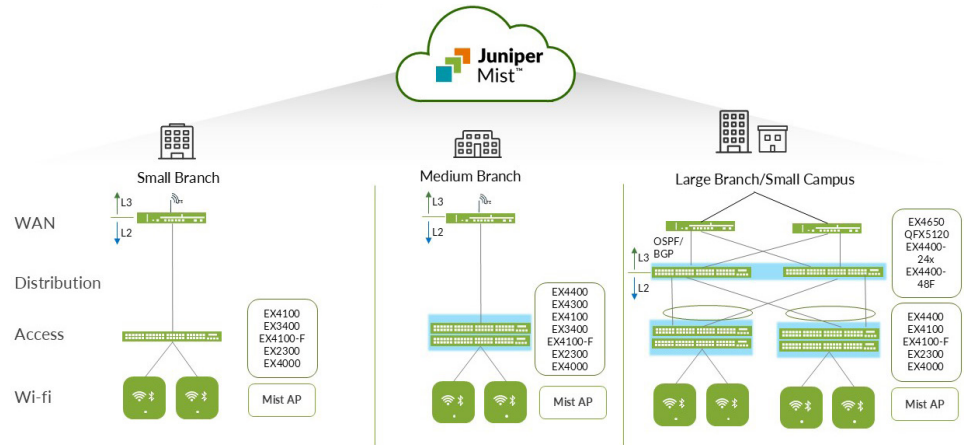 Juniper
Mist™
Small Branch
Medium Branch
Large Branch/Small Campus
WAN
Distribution
Access
Wi-fi
L3
L2
EX4100
EX3400
EX4100-F
EX2300
EX4000
Mist AP
L3
L2
EX4400
EX4300
EX4100
EX3400
EX4100-F
EX2300
EX4000
Mist AP
OSPF/
BGP
L3
L2
EX4650
QFX5120
EX4400-
24x
EX4400-
48F
EX4400
EX4100
EX4100-F
EX2300
EX4000
Mist AP